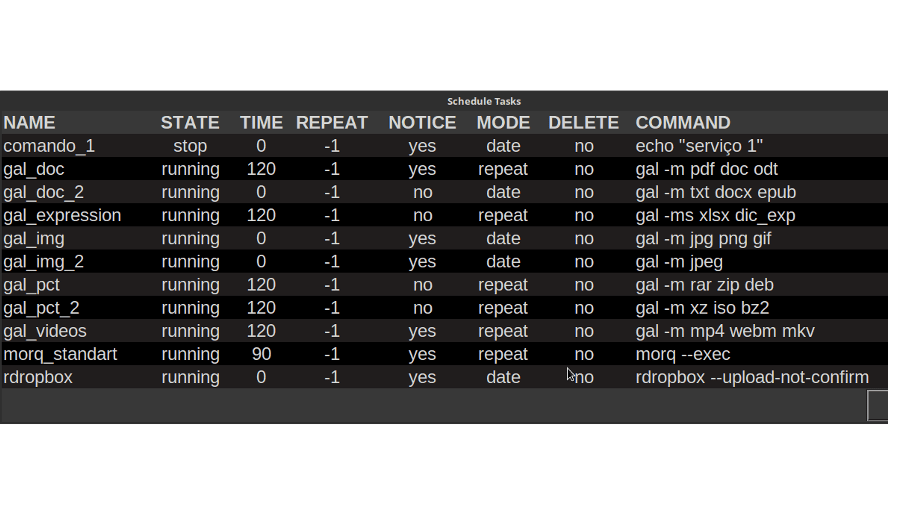 Schedule Tasks
NAME STATE TIME REPEAT NOTICE MODE DELETE COMMAND
comando_1 stop 0 -1 yes date no echo "serviço 1"
gal_doc running 120 -1 yes repeat no gal -m pdf doc odt
gal_doc_2 running 0 -1 no date no gal -m txt docx epub
gal_expression running 120 -1 no repeat no gal -ms xlsx dic_exp
gal_img running 0 -1 yes date no gal -m jpg png gif
gal_img_2 running 0 -1 yes date no gal -m jpeg
gal_pct running 120 -1 no repeat no gal -m rar zip deb
gal_pct_2 running 120 -1 no repeat no gal -m xz iso bz2
gal_videos running 120 -1 yes repeat no gal -m mp4 webm mkv
morq_standart running 90 -1 yes repeat no morq --exec
rdropbox running 0 -1 yes date no rdropbox --upload-not-confirm